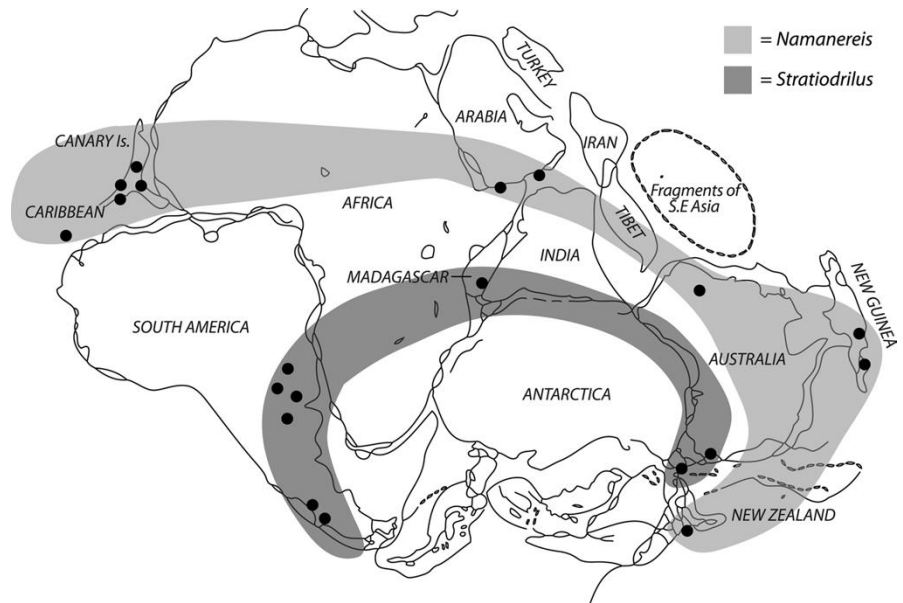 = Namanereis
= Stratiodrilus
TURKEY
ARABIA
CANARY Is.
IRAN
Fragments of
S.E Asia
CARIBBEAN
AFRICA
TIBET
INDIA
MADAGASCAR
NEW GUINEA
SOUTH AMERICA
AUSTRALIA
ANTARCTICA
NEW ZEALAND